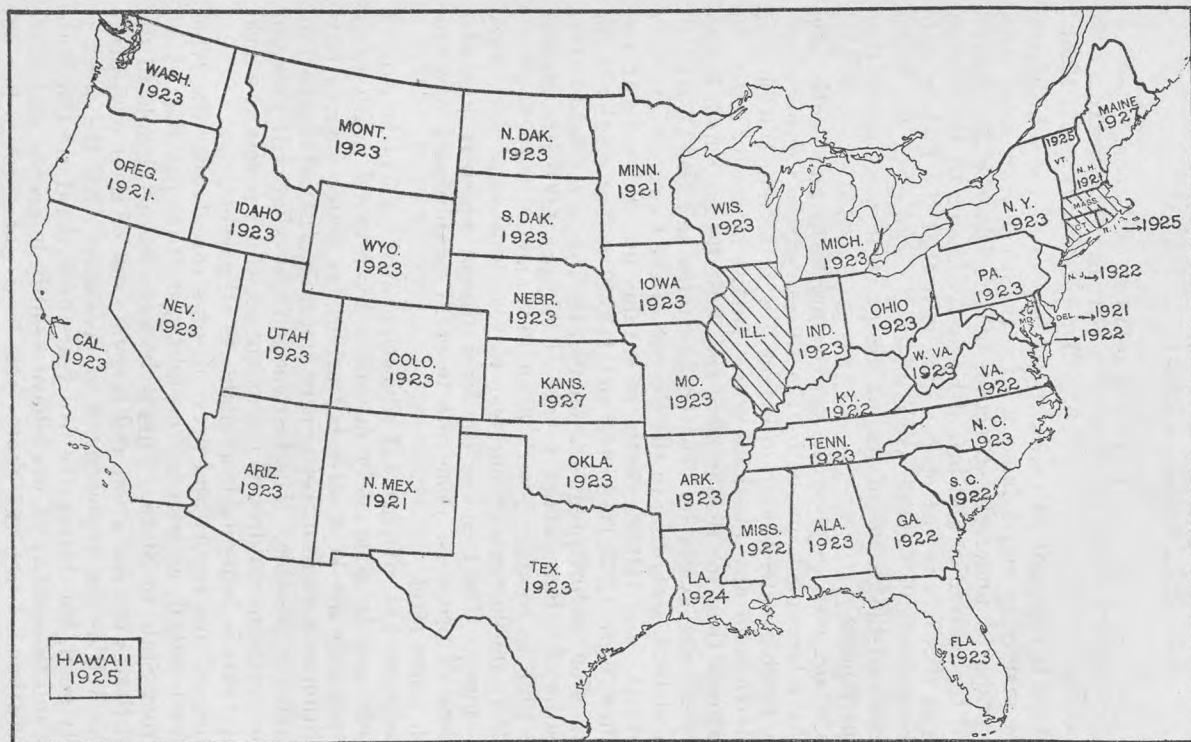 WASH.
1923
OREG.
1921.
IDAHO
1923
MONT.
1923
WYO.
1923
N. DAK.
1923
S. DAK.
1923
NEBR.
1923
KANS.
1927
MINN.
1921
IOWA
1923
MO.
1923
WIS.
1923
ILL.
MICH.
1923
IND.
1923
OHIO
1923
KY.
1922
W. VA.
1923
VA.
1922
PA.
1923
N. Y.
1923
1925
VT.
N. H.
1921
MAINE
1927
MASS.
CT.
R. I.
→1925
N. J.
→1922
DEL.
→1921
MD.
→1922
CAL.
1923
NEV.
1923
UTAH
1923
COLO.
1923
ARIZ.
1923
N. MEX.
1921
OKLA.
1923
TEX.
1923
ARK.
1923
LA.
1924
TENN.
1923
N. C.
1923
S. C.
1922
MISS.
1922
ALA.
1923
GA.
1922
FLA.
1923
HAWAII
1925